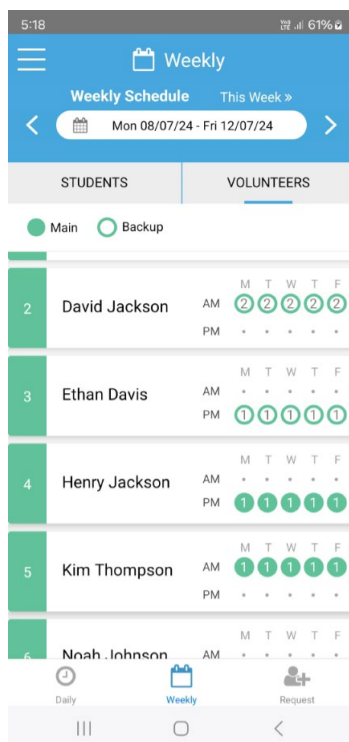 5:18 61%
Weekly
Weekly Schedule This Week »
Mon 08/07/24 - Fri 12/07/24
STUDENTS VOLUNTEERS
Main Backup
M T W T F
2 David Jackson AM 2 2 2 2 2
PM
M T W T F
3 Ethan Davis AM
PM 1 1 1 1 1
M T W T F
4 Henry Jackson AM
PM 1 1 1 1 1
M T W T F
5 Kim Thompson AM 1 1 1 1 1
PM
M T W T F
6 Noah Johnson AM
Daily Weekly Request